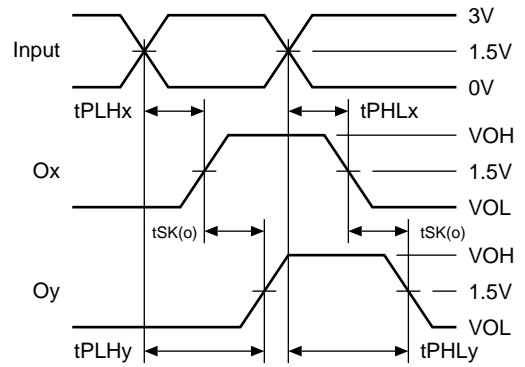 3V
Input
1.5V
0V
tPLHx
tPHLx
VOH
Ox
1.5V
VOL
tSK(o)
tSK(o)
VOH
Oy
1.5V
VOL
tPLHy
tPHLy